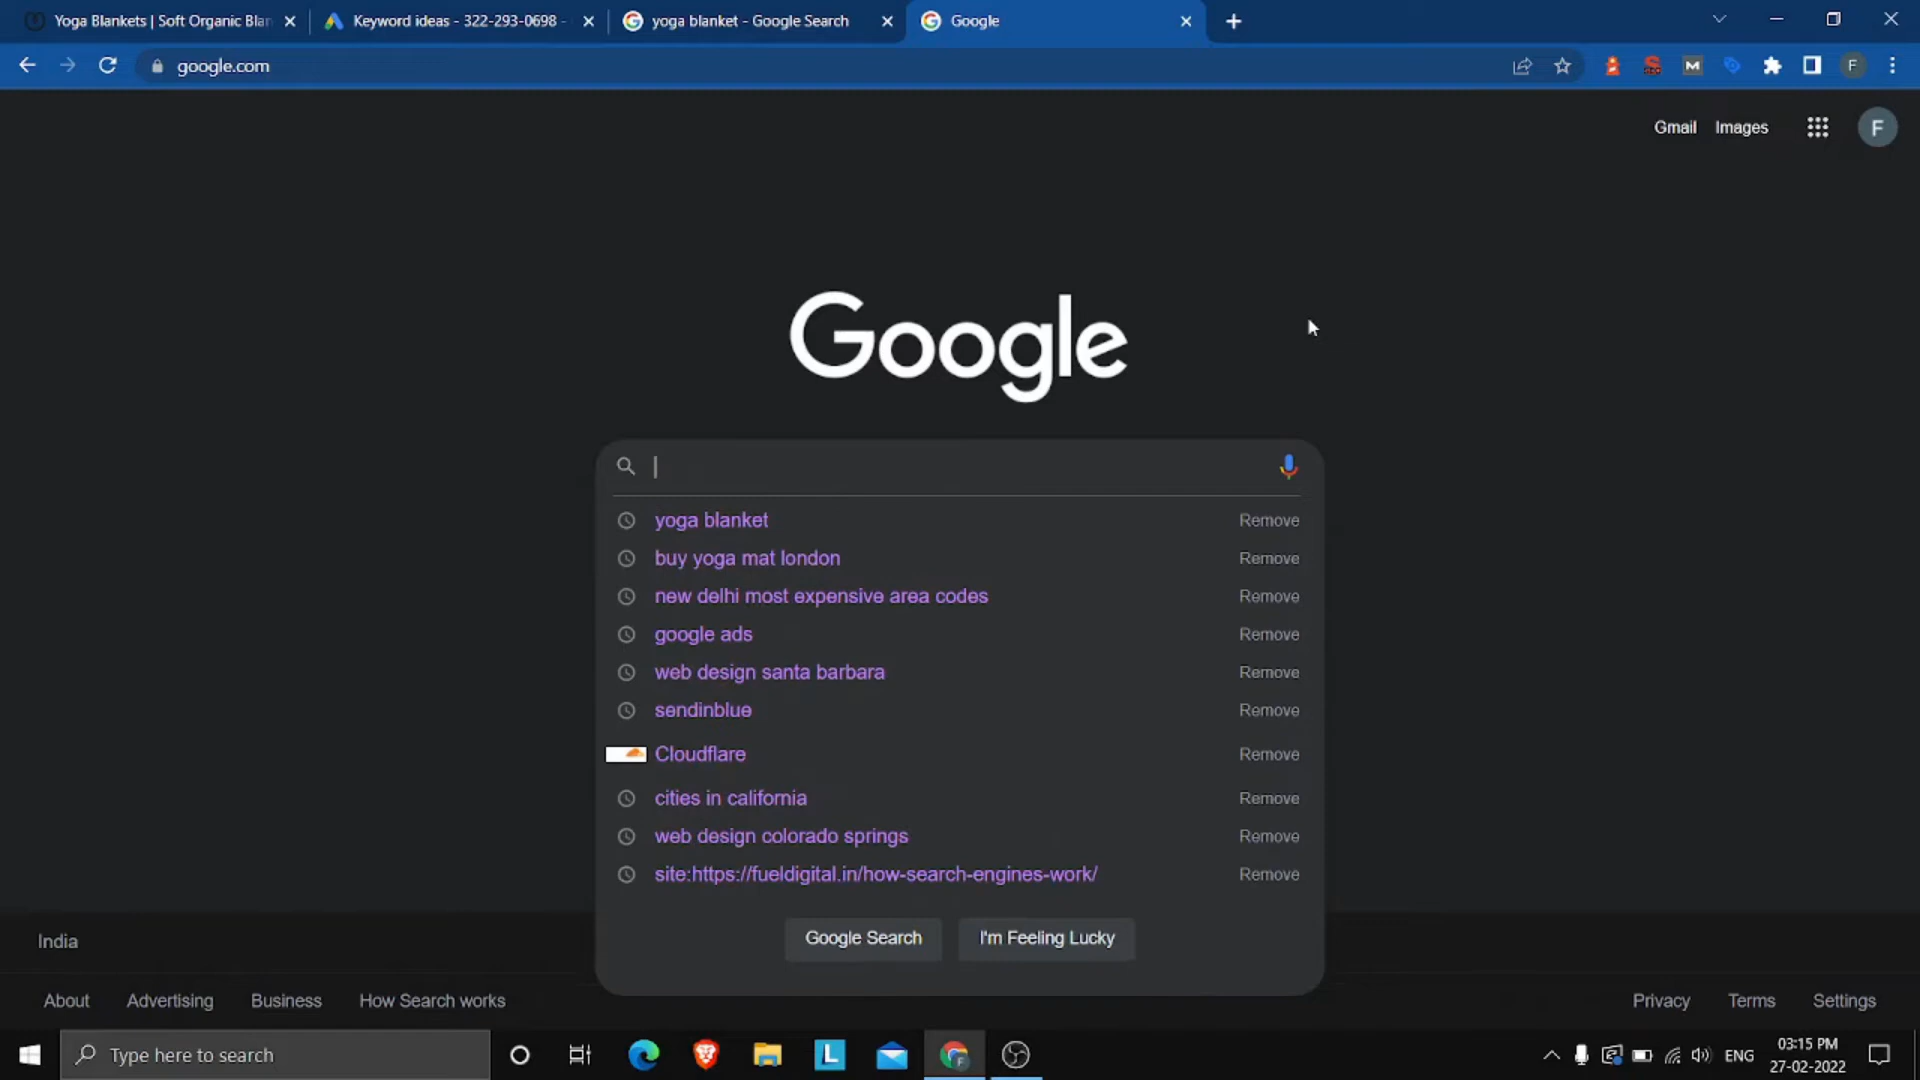 Yoga Blankets | Soft Organic Blan
Keyword ideas - 322-293-0698 -
yoga blanket - Google Search
Google
google.com
Gmail
Images
F
Google
yoga blanket
Remove
buy yoga mat london
Remove
new delhi most expensive area codes
Remove
google ads
Remove
web design santa barbara
Remove
sendinblue
Remove
Cloudflare
Remove
cities in california
Remove
web design colorado springs
Remove
site:https://fueldigital.in/how-search-engines-work/
Remove
Google Search
I'm Feeling Lucky
India
About
Advertising
Business
How Search works
Privacy
Terms
Settings
Type here to search
L
ENG
03:15 PM
27-02-2022